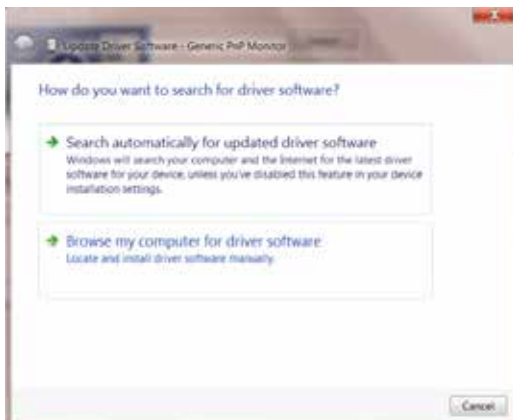 Update Driver Software - Generic PnP Monitor
How do you want to search for driver software?
Search automatically for updated driver software
Windows will search your computer and the Internet for the latest driver
software for your device, unless you've disabled this feature in your device
installation settings.
Browse my computer for driver software
Locate and install driver software manually.
Cancel